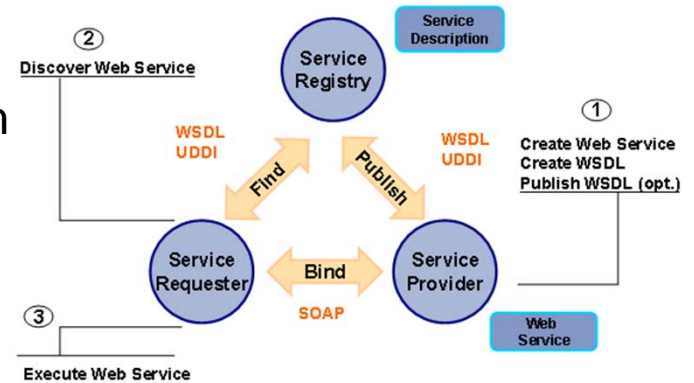 2
Discover Web Service
n
Service
Registry
Service
Description
1
Create Web Service
Create WSDL
Publish WSDL (opt.)
WSDL
UDDI
WSDL
UDDI
Find
Publish
Service
Requester
Bind
SOAP
Service
Provider
Web
Service
3
Execute Web Service